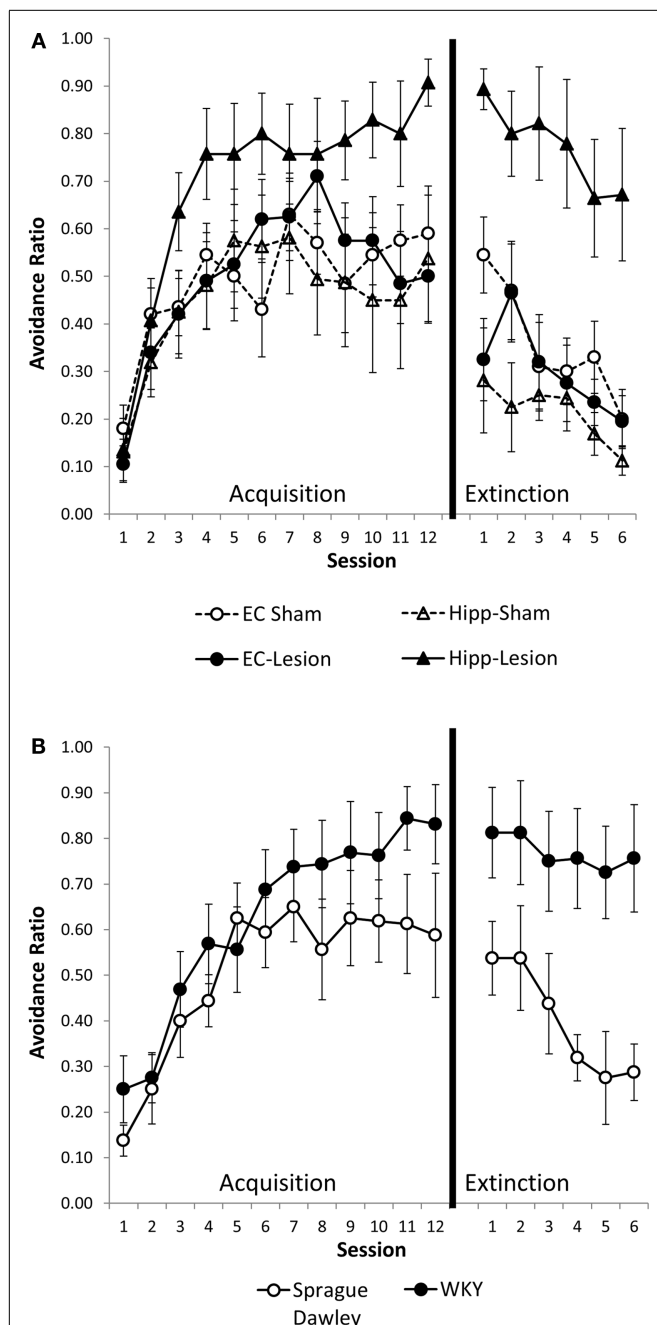 A
1.00
0.90
0.80
0.70
0.60
0.50
0.40
0.30
0.20
0.10
0.00
Avoidance Ratio
Acquisition
Extinction
1 2 3 4 5 6 7 8 9 10 11 12 1 2 3 4 5 6
Session
EC Sham
Hipp-Sham
EC-Lesion
Hipp-Lesion
B
1.00
0.90
0.80
0.70
0.60
0.50
0.40
0.30
0.20
0.10
0.00
Avoidance Ratio
Acquisition
Extinction
1 2 3 4 5 6 7 8 9 10 11 12 1 2 3 4 5 6
Session
Sprague
Dawley
WKY